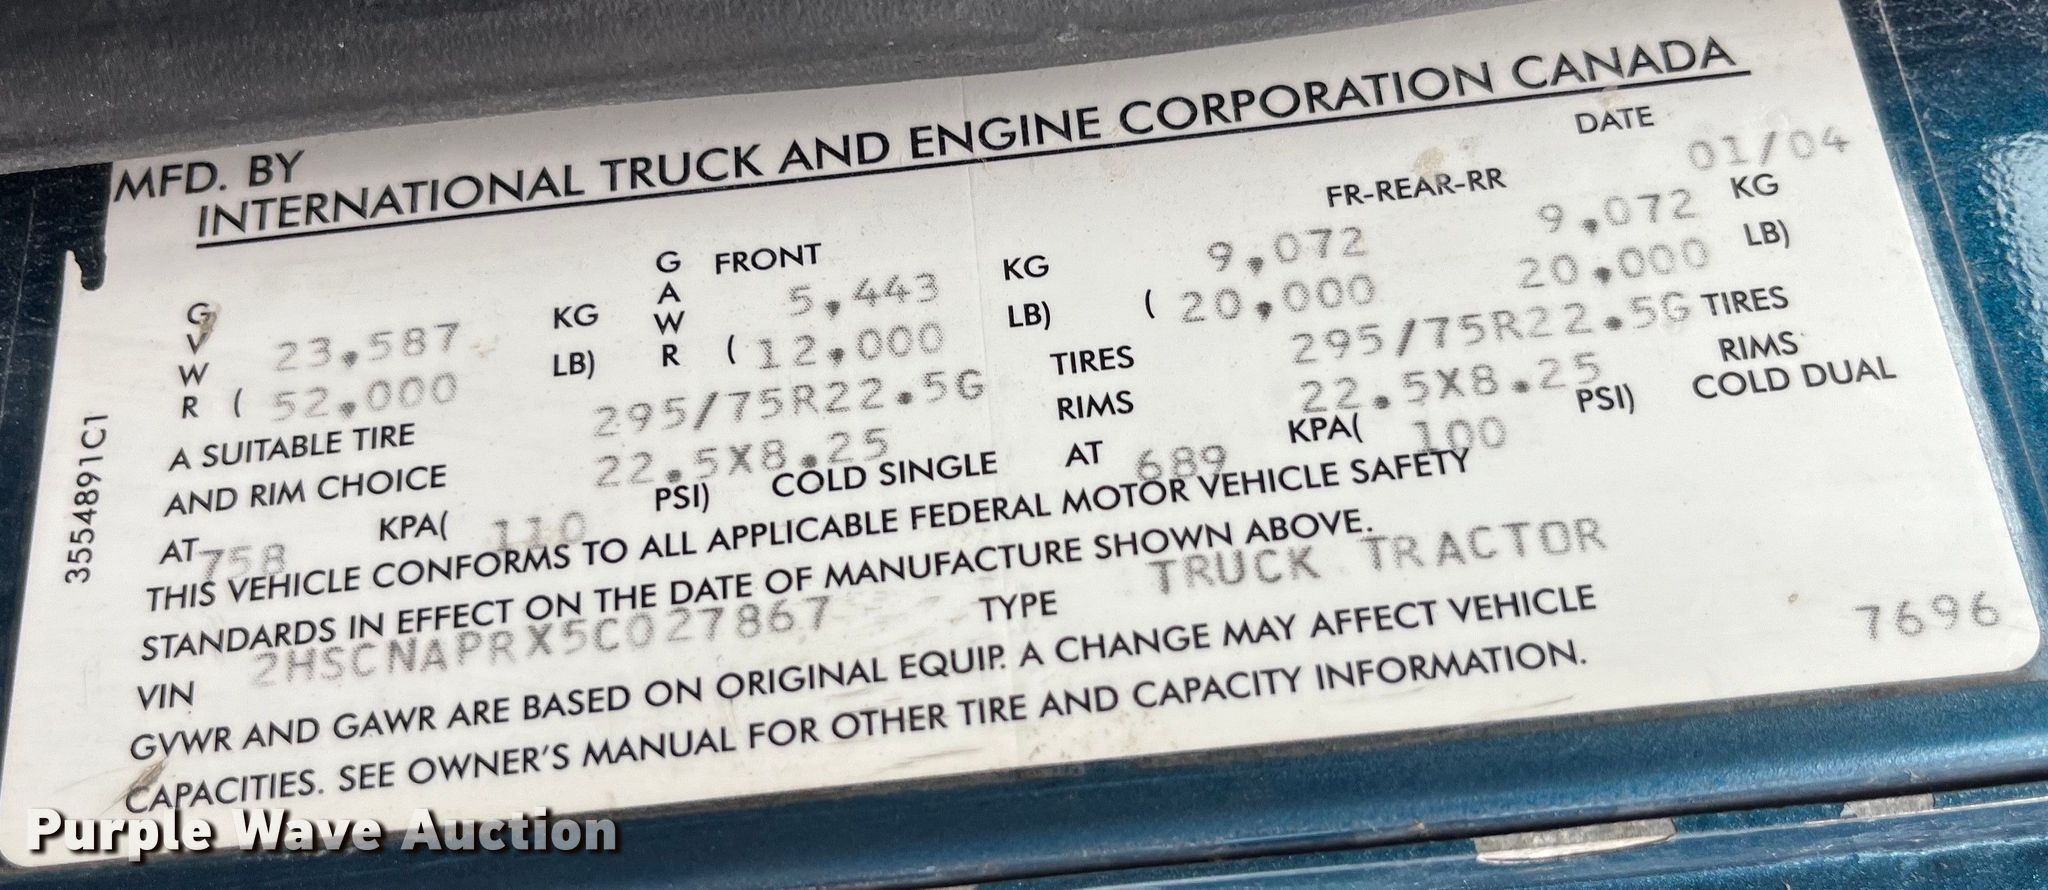 MFD. BY
INTERNATIONAL TRUCK AND ENGINE CORPORATION CANADA
DATE
01/04
FR-REAR-RR
G V W R
23,587 KG
( 52,000 LB)
G A W R
FRONT
5,443 KG
( 12,000 LB)
9,072 9,072 KG
( 20,000 20,000 LB)
A SUITABLE TIRE 295/75R22.5G TIRES 295/75R22.5G TIRES
AND RIM CHOICE 22.5X8.25 RIMS 22.5X8.25 RIMS
AT 758 KPA( 110 PSI) COLD SINGLE AT 689 KPA( 100 PSI) COLD DUAL
THIS VEHICLE CONFORMS TO ALL APPLICABLE FEDERAL MOTOR VEHICLE SAFETY
STANDARDS IN EFFECT ON THE DATE OF MANUFACTURE SHOWN ABOVE.
VIN 2HSCNAPRX5C027867 TYPE TRUCK TRACTOR
GVWR AND GAWR ARE BASED ON ORIGINAL EQUIP. A CHANGE MAY AFFECT VEHICLE
CAPACITIES. SEE OWNER'S MANUAL FOR OTHER TIRE AND CAPACITY INFORMATION.
7696
3554891C1
Purple Wave Auction